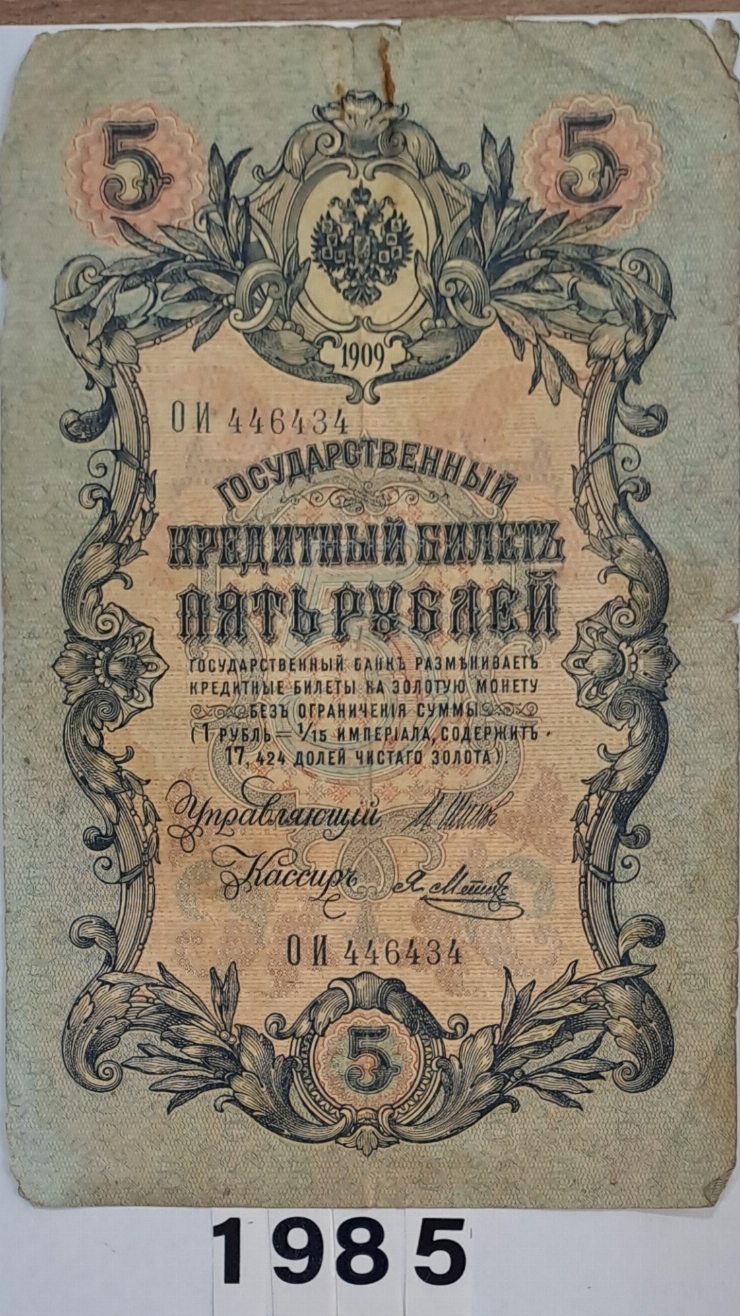 5 5
1909
ОИ 446434
ГОСУДАРСТВЕННЫЙ
КРЕДИТНЫЙ БИЛЕТЪ
ПЯТЬ РУБЛЕЙ
ГОСУДАРСТВЕННЫЙ БАНКЪ РАЗМѢНИВАЕТЪ
КРЕДИТНЫЕ БИЛЕТЫ НА ЗОЛОТУЮ МОНЕТУ
БЕЗЪ ОГРАНИЧЕНІЯ СУММЫ
(1 РУБЛЬ = 1/15 ИМПЕРІАЛА, СОДЕРЖИТЪ
17,424 ДОЛЕЙ ЧИСТАГО ЗОЛОТА).
Управляющій
Кассиръ Я. Метцъ
ОИ 446434
5
1985